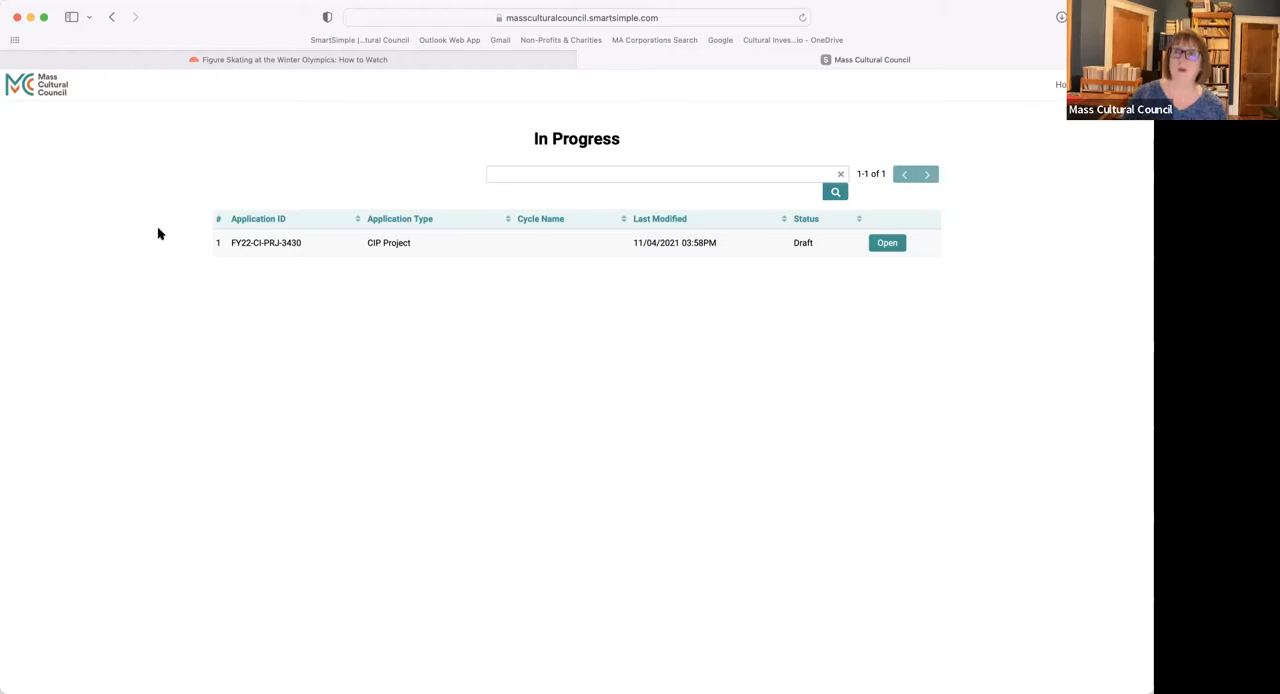 massculturalcouncil.smartsimple.com
SmartSimple |...tural Council Outlook Web App Gmail Non-Profits & Charities MA Corporations Search Google Cultural Inves...io - OneDrive
Figure Skating at the Winter Olympics: How to Watch
S Mass Cultural Council
Mass
Cultural
Council
Ho
Mass Cultural Council
In Progress
1-1 of 1
# Application ID Application Type Cycle Name Last Modified Status
1 FY22-CI-PRJ-3430 CIP Project 11/04/2021 03:58PM Draft Open